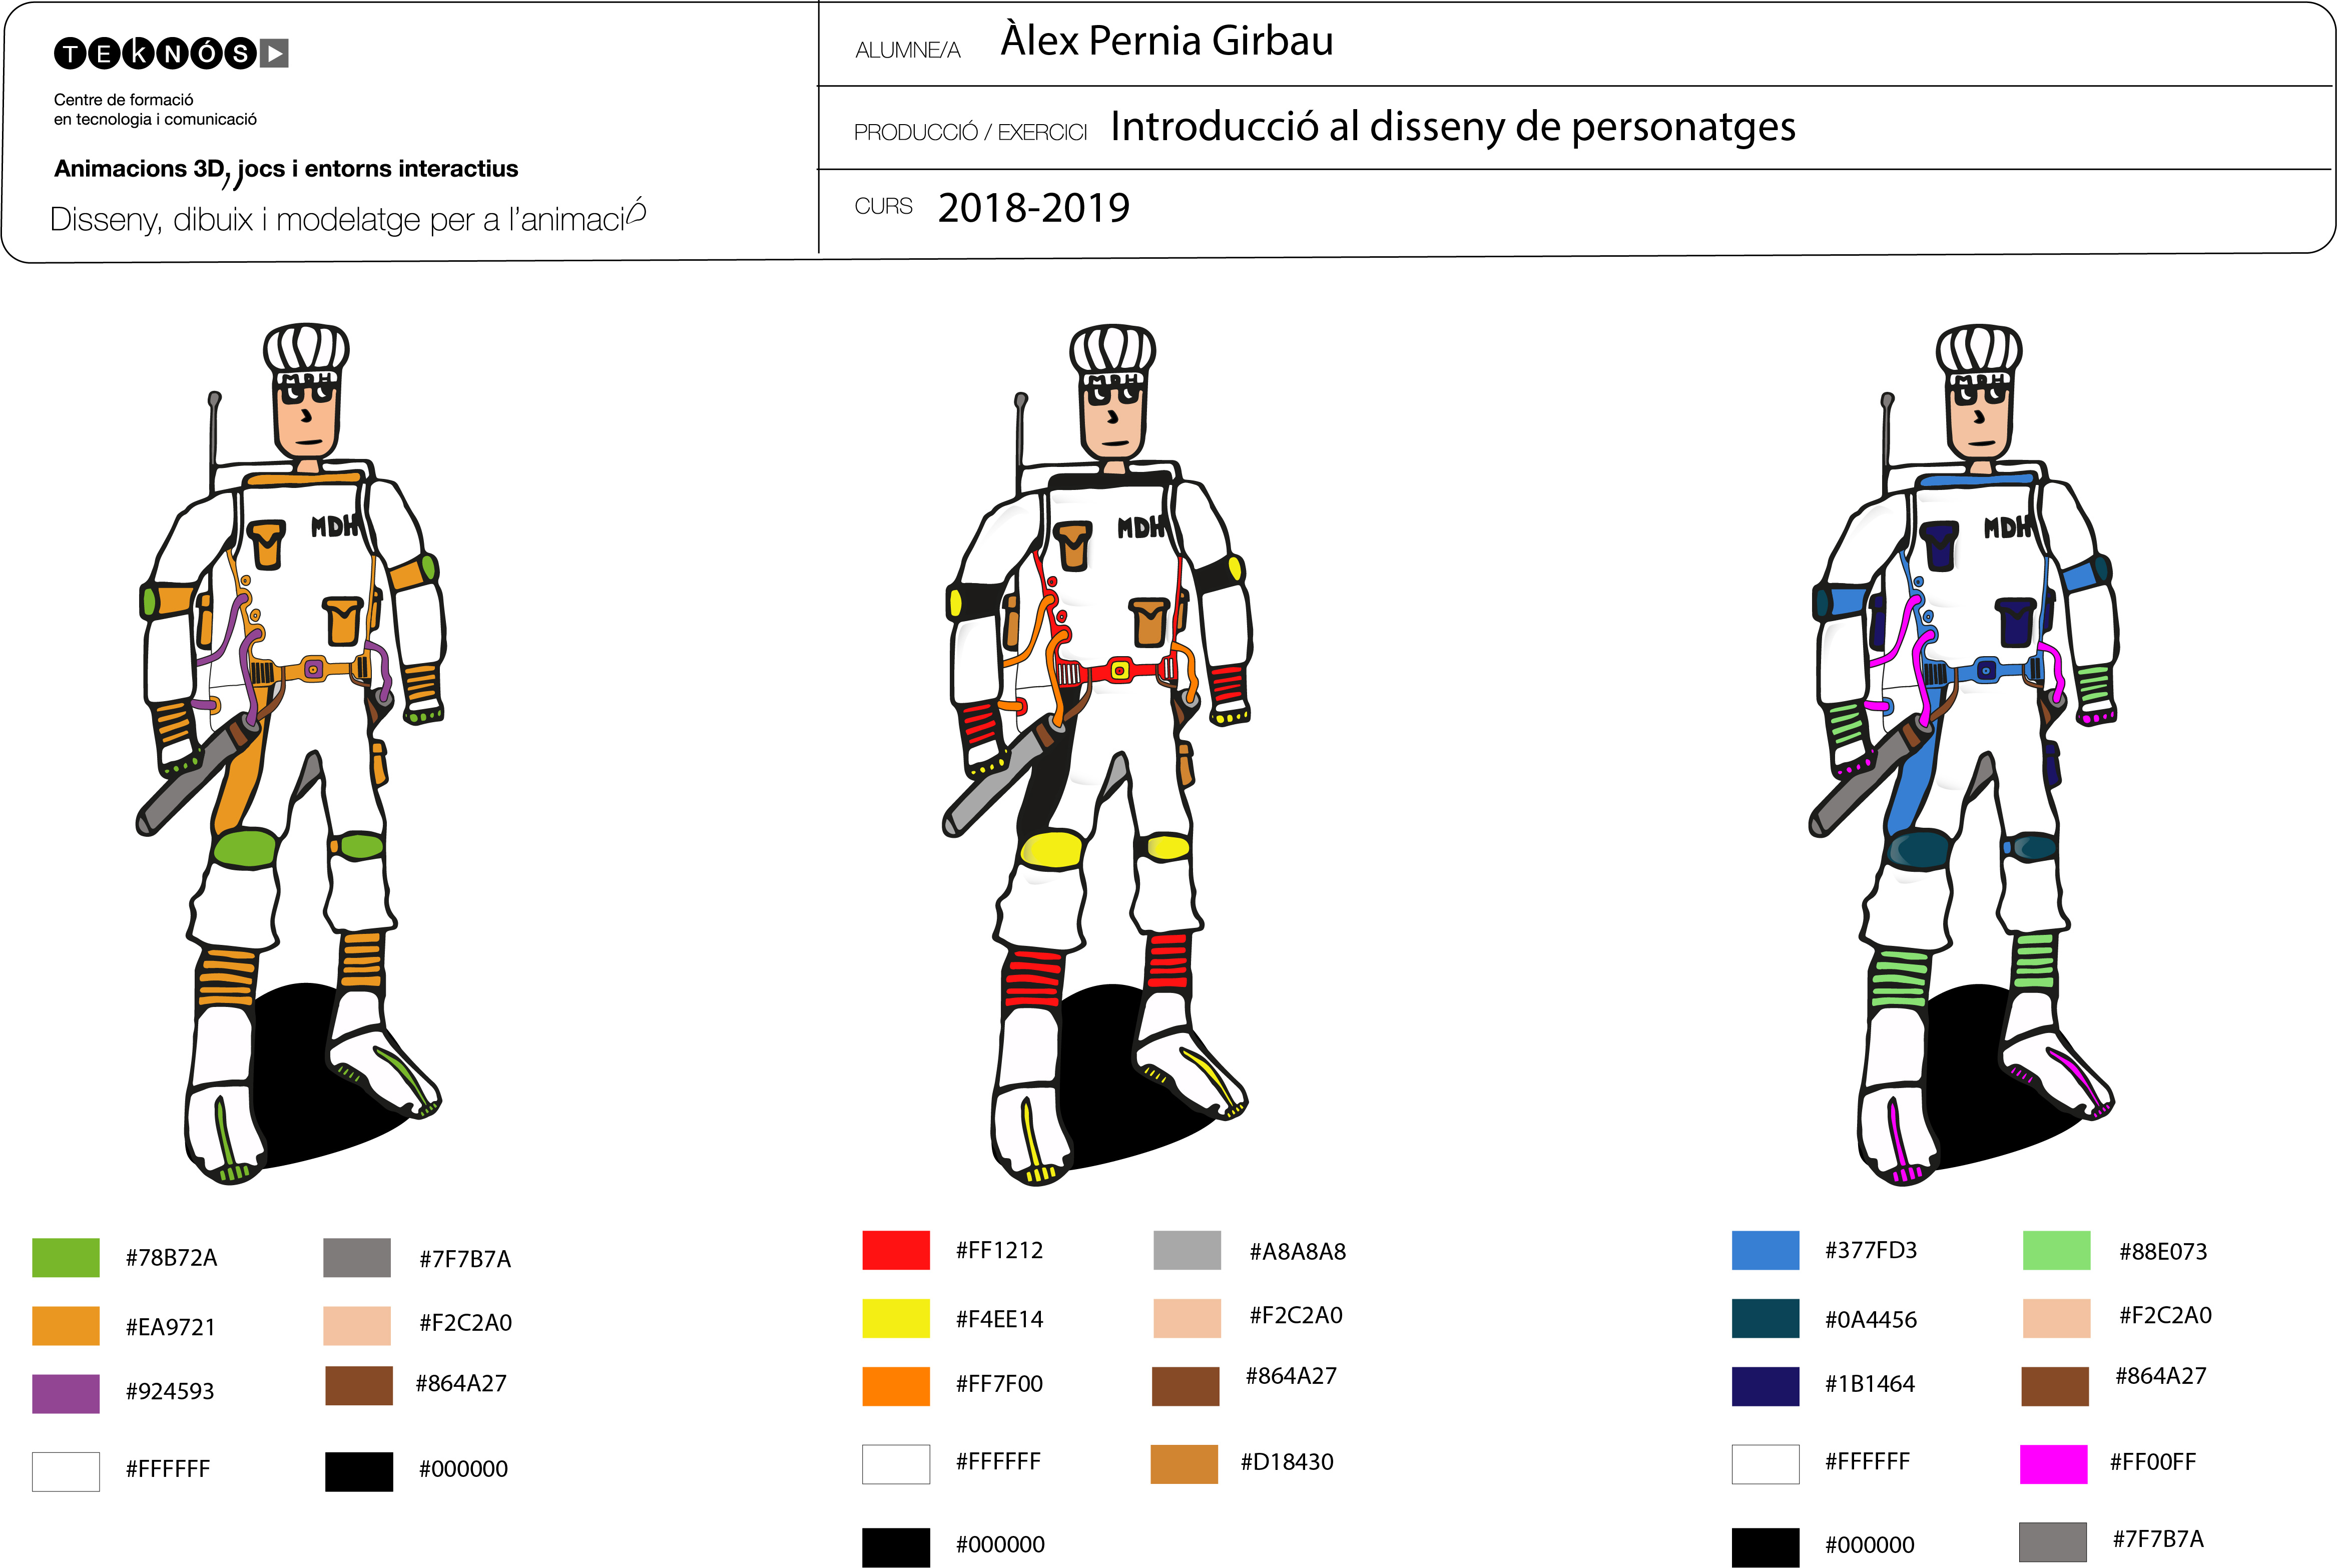 TEKNÓS
Centre de formació
en tecnologia i comunicació
Animacions 3D, jocs i entorns interactius
Disseny, dibuix i modelatge per a l'animació
ALUMNE/A Àlex Pernia Girbau
PRODUCCIÓ / EXERCICI Introducció al disseny de personatges
CURS 2018-2019
MDH
MDH
MDH
MDH
MDH
MDH
#78B72A
#7F7B7A
#EA9721
#F2C2A0
#924593
#864A27
#FFFFFF
#000000
#FF1212
#A8A8A8
#F4EE14
#F2C2A0
#FF7F00
#864A27
#FFFFFF
#D18430
#000000
#377FD3
#88E073
#0A4456
#F2C2A0
#1B1464
#864A27
#FFFFFF
#FF00FF
#000000
#7F7B7A